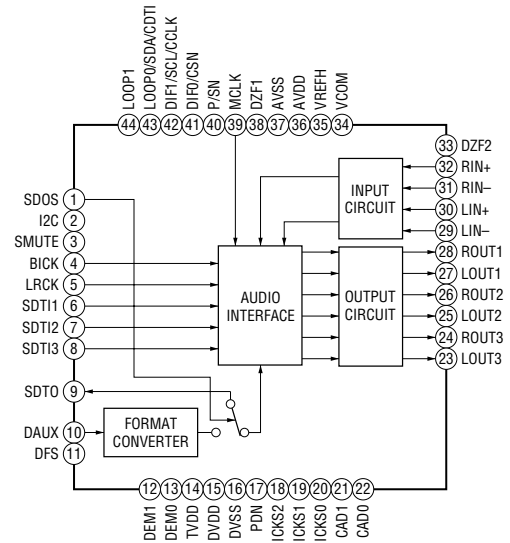 LOOP1
LOOP0/SDA/CDTI
DIF1/SCL/CCLK
DIF0/CSN
P/SN
MCLK
DZF1
AVSS
AVDD
VREFH
VCOM
44 43 42 41 40 39 38 37 36 35 34
33 DZF2
32 RIN+
31 RIN–
30 LIN+
29 LIN–
28 ROUT1
27 LOUT1
26 ROUT2
25 LOUT2
24 ROUT3
23 LOUT3
SDOS 1
I2C 2
SMUTE 3
BICK 4
LRCK 5
SDTI1 6
SDTI2 7
SDTI3 8
SDTO 9
DAUX 10
DFS 11
INPUT
CIRCUIT
AUDIO
INTERFACE
OUTPUT
CIRCUIT
FORMAT
CONVERTER
12 13 14 15 16 17 18 19 20 21 22
DEM1
DEM0
TVDD
DVDD
DVSS
PDN
ICKS2
ICKS1
ICKS0
CAD1
CAD0